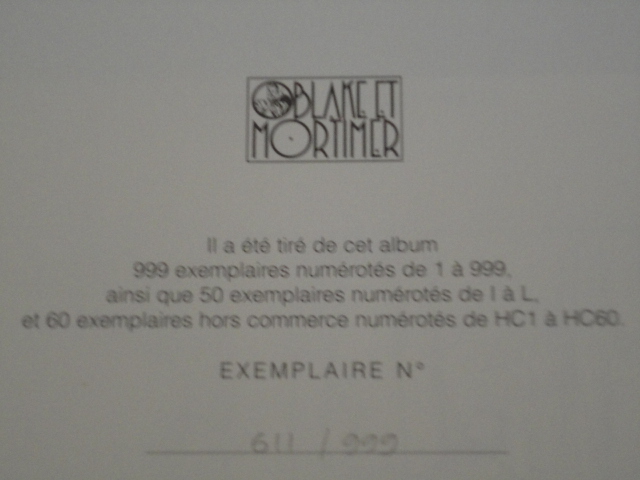 BLAKE ET
MORTIMER
Il a été tiré de cet album
999 exemplaires numérotés de 1 à 999,
ainsi que 50 exemplaires numérotés de I à L,
et 60 exemplaires hors commerce numérotés de HC1 à HC60.
EXEMPLAIRE N°
611 / 999